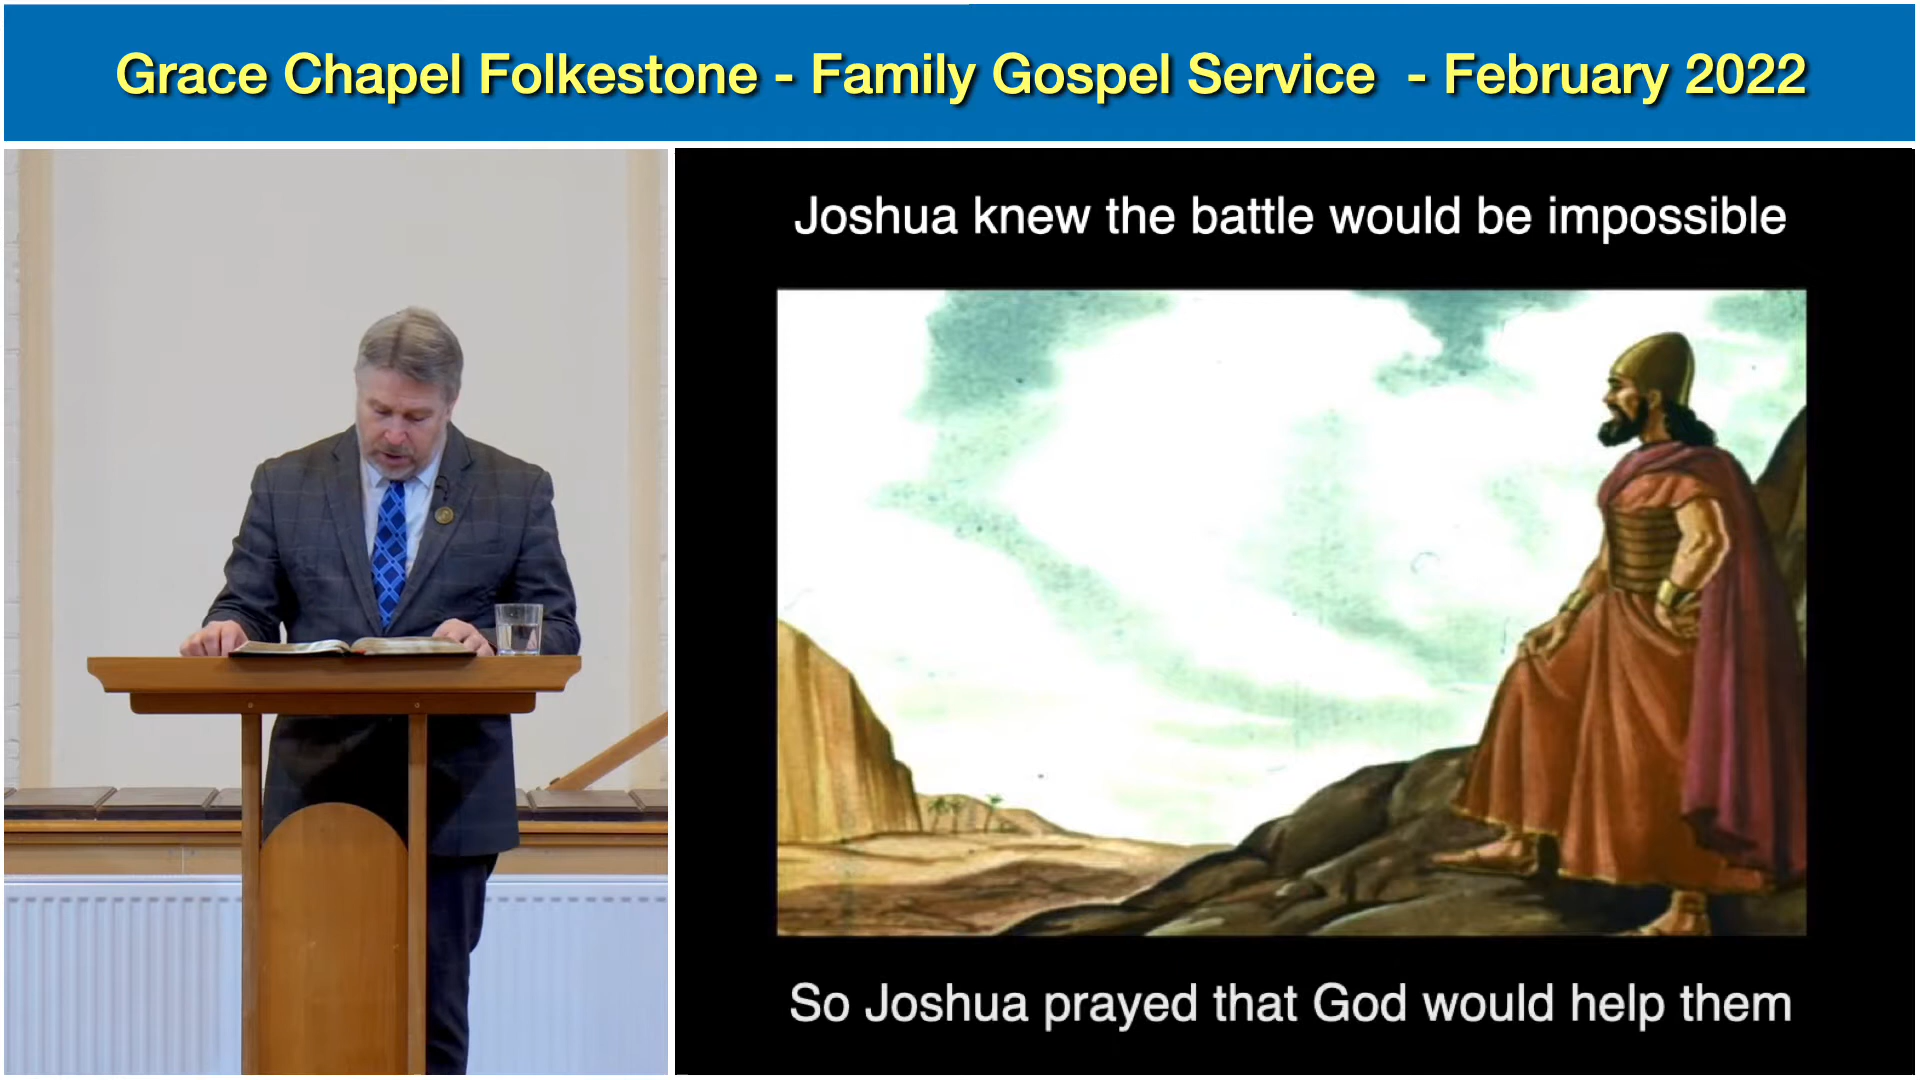 Grace Chapel Folkestone - Family Gospel Service - February 2022
Joshua knew the battle would be impossible
So Joshua prayed that God would help them